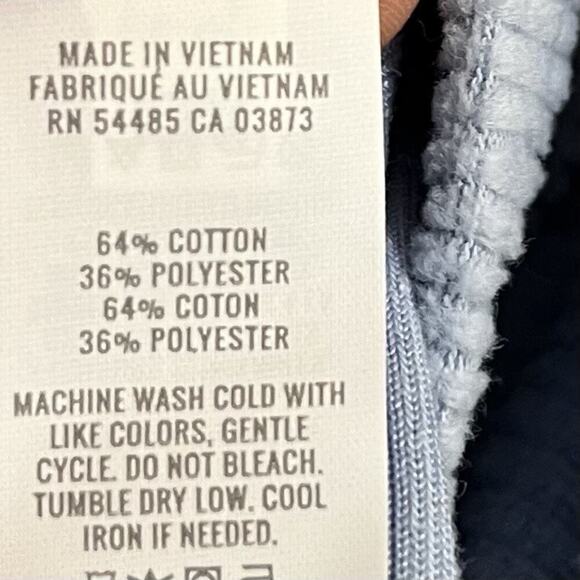 MADE IN VIETNAM
FABRIQUÉ AU VIETNAM
RN 54485 CA 03873
64% COTTON
36% POLYESTER
64% COTON
36% POLYESTER
MACHINE WASH COLD WITH
LIKE COLORS, GENTLE
CYCLE. DO NOT BLEACH.
TUMBLE DRY LOW. COOL
IRON IF NEEDED.